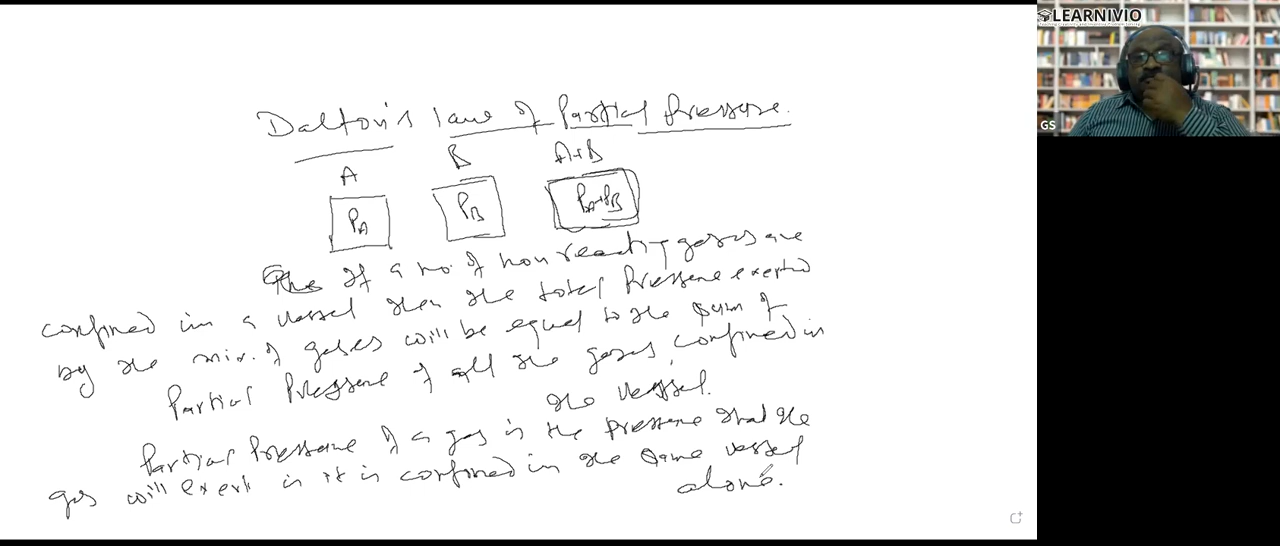 Dalton's law of Partial Pressure.
A B A+B
PA PB PA+PB
If a no. of non reacting gases are
confined in a vessel then the total Pressure exerted
by the mix. of gases will be equal to the sum of
Partial Pressure of all the gases, confined in
the vessel.
Partial Pressure of a gas is the pressure that the
gas will exert if it is confined in the same vessel
alone.
LEARNIVIO
GS